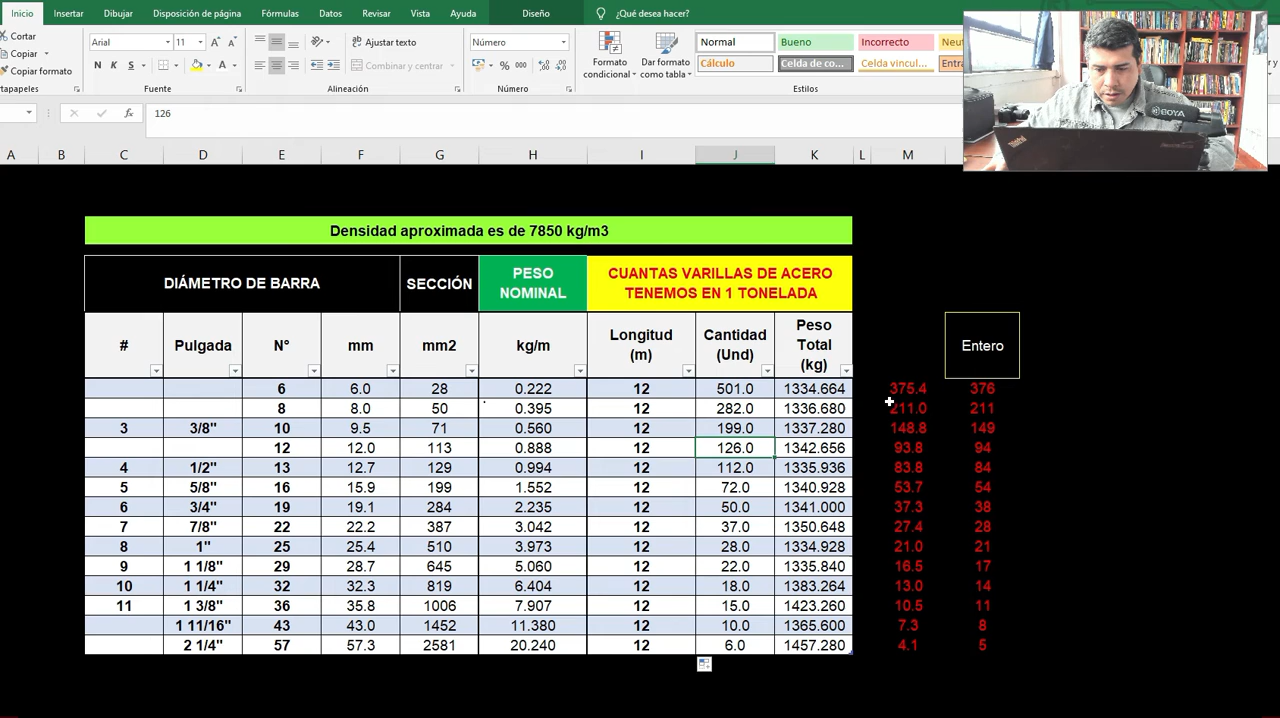 Inicio Insertar Dibujar Disposición de página Fórmulas Datos Revisar Vista Ayuda Diseño ¿Qué desea hacer?
Cortar
Copiar
Copiar formato
tapapeles
Arial 11
N K S
Fuente
Ajustar texto
Combinar y centrar
Alineación
Número
% 000
Número
Formato condicional
Dar formato como tabla
Normal Bueno Incorrecto
Cálculo Celda de co... Celda vincul...
Estilos
BOYA
ThinkPad
fx 126
A B C D E F G H I J K L M
Densidad aproximada es de 7850 kg/m3
DIÁMETRO DE BARRA SECCIÓN PESO NOMINAL CUANTAS VARILLAS DE ACERO TENEMOS EN 1 TONELADA
# Pulgada N° mm mm2 kg/m Longitud (m) Cantidad (Und) Peso Total (kg) Entero
6 6.0 28 0.222 12 501.0 1334.664 375.4 376
8 8.0 50 0.395 12 282.0 1336.680 211.0 211
3 3/8" 10 9.5 71 0.560 12 199.0 1337.280 148.8 149
12 12.0 113 0.888 12 126.0 1342.656 93.8 94
4 1/2" 13 12.7 129 0.994 12 112.0 1335.936 83.8 84
5 5/8" 16 15.9 199 1.552 12 72.0 1340.928 53.7 54
6 3/4" 19 19.1 284 2.235 12 50.0 1341.000 37.3 38
7 7/8" 22 22.2 387 3.042 12 37.0 1350.648 27.4 28
8 1" 25 25.4 510 3.973 12 28.0 1334.928 21.0 21
9 1 1/8" 29 28.7 645 5.060 12 22.0 1335.840 16.5 17
10 1 1/4" 32 32.3 819 6.404 12 18.0 1383.264 13.0 14
11 1 3/8" 36 35.8 1006 7.907 12 15.0 1423.260 10.5 11
1 11/16" 43 43.0 1452 11.380 12 10.0 1365.600 7.3 8
2 1/4" 57 57.3 2581 20.240 12 6.0 1457.280 4.1 5